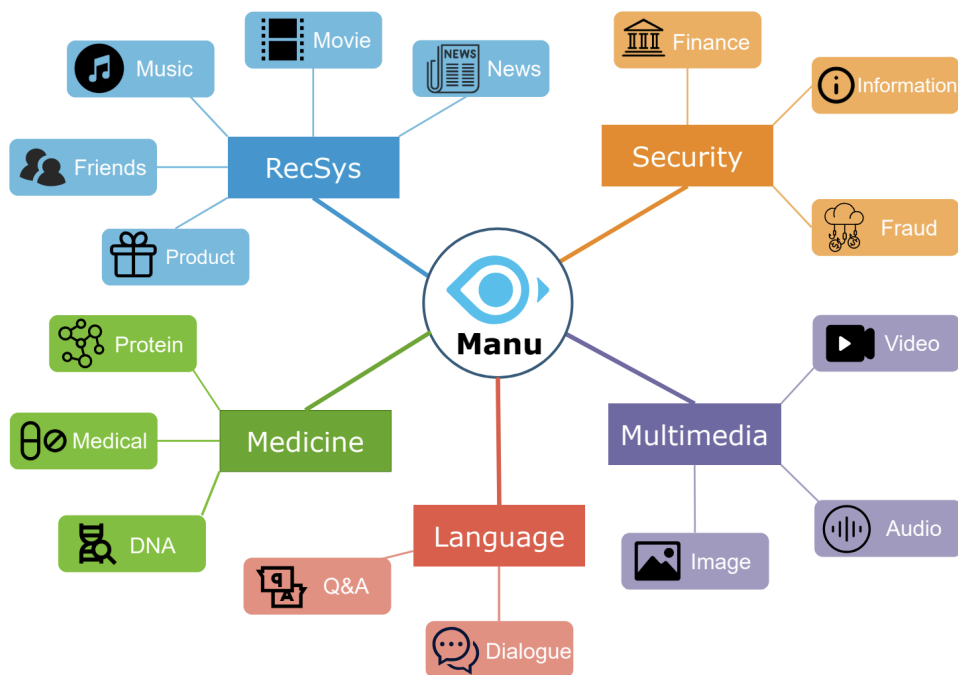 Movie
Music
NEWS
News
Friends
RecSys
Product
Finance
Information
Security
Fraud
Manu
Protein
Medical
Medicine
DNA
Video
Multimedia
Audio
Image
Language
Q&A
Q&A
Dialogue